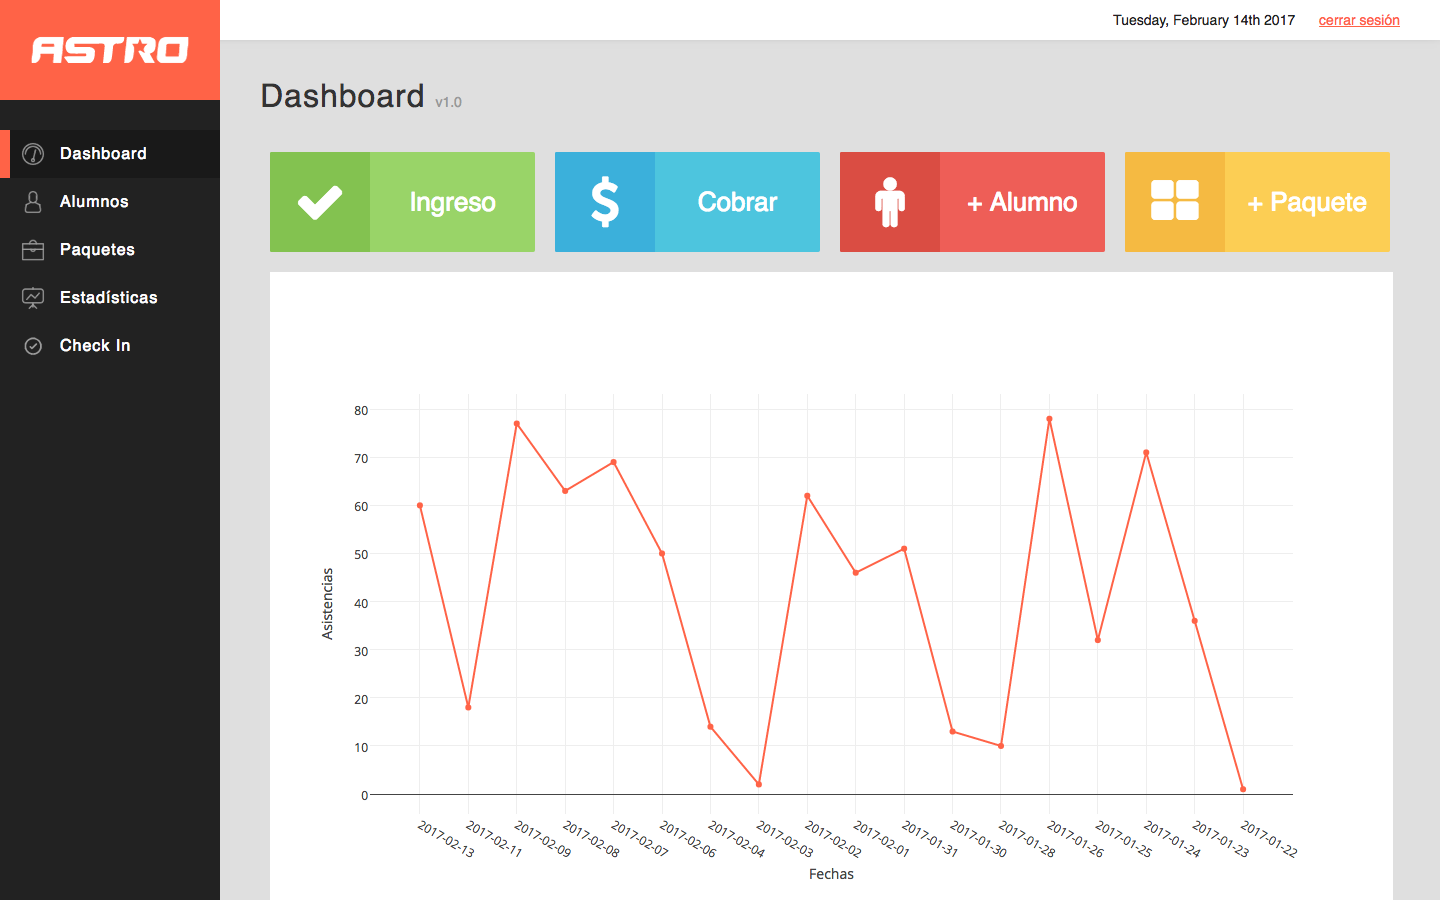 ASTRO
Tuesday, February 14th 2017 cerrar sesión
Dashboard
Alumnos
Paquetes
Estadísticas
Check In
Dashboard v1.0
Ingreso
Cobrar
+ Alumno
+ Paquete
80
70
60
50
40
30
20
10
0
Asistencias
2017-02-13
2017-02-11
2017-02-09
2017-02-08
2017-02-07
2017-02-06
2017-02-04
2017-02-03
2017-02-02
2017-02-01
2017-01-31
2017-01-30
2017-01-28
2017-01-26
2017-01-25
2017-01-24
2017-01-23
2017-01-22
Fechas